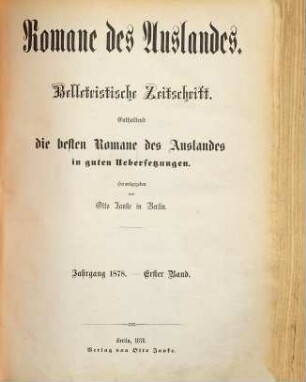 Romane des Auslandes.
Belletristische Zeitschrift.
Enthaltend
die besten Romane des Auslandes
in guten Uebersetzungen.
Herausgegeben
von
Otto Janke in Berlin.
Jahrgang 1878. — Erster Band.
Berlin, 1878.
Verlag von Otto Janke.